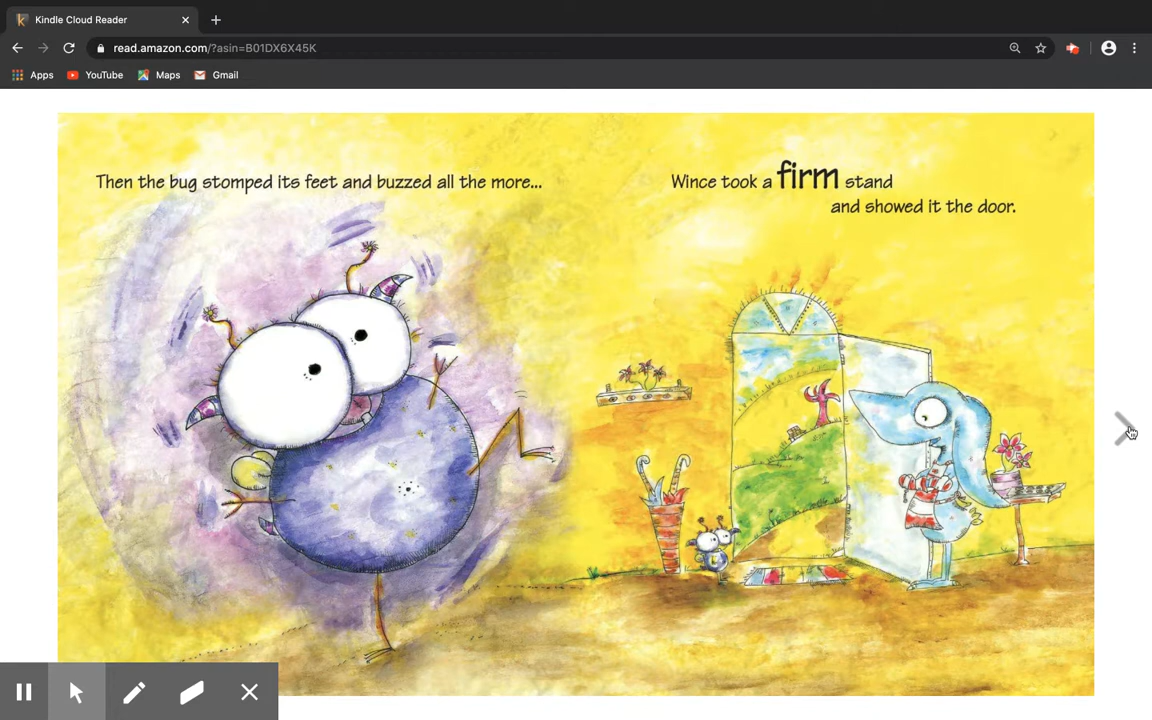 Kindle Cloud Reader
read.amazon.com/?asin=B01DX6X45K
Apps YouTube Maps Gmail
Then the bug stomped its feet and buzzed all the more...
Wince took a firm stand
and showed it the door.